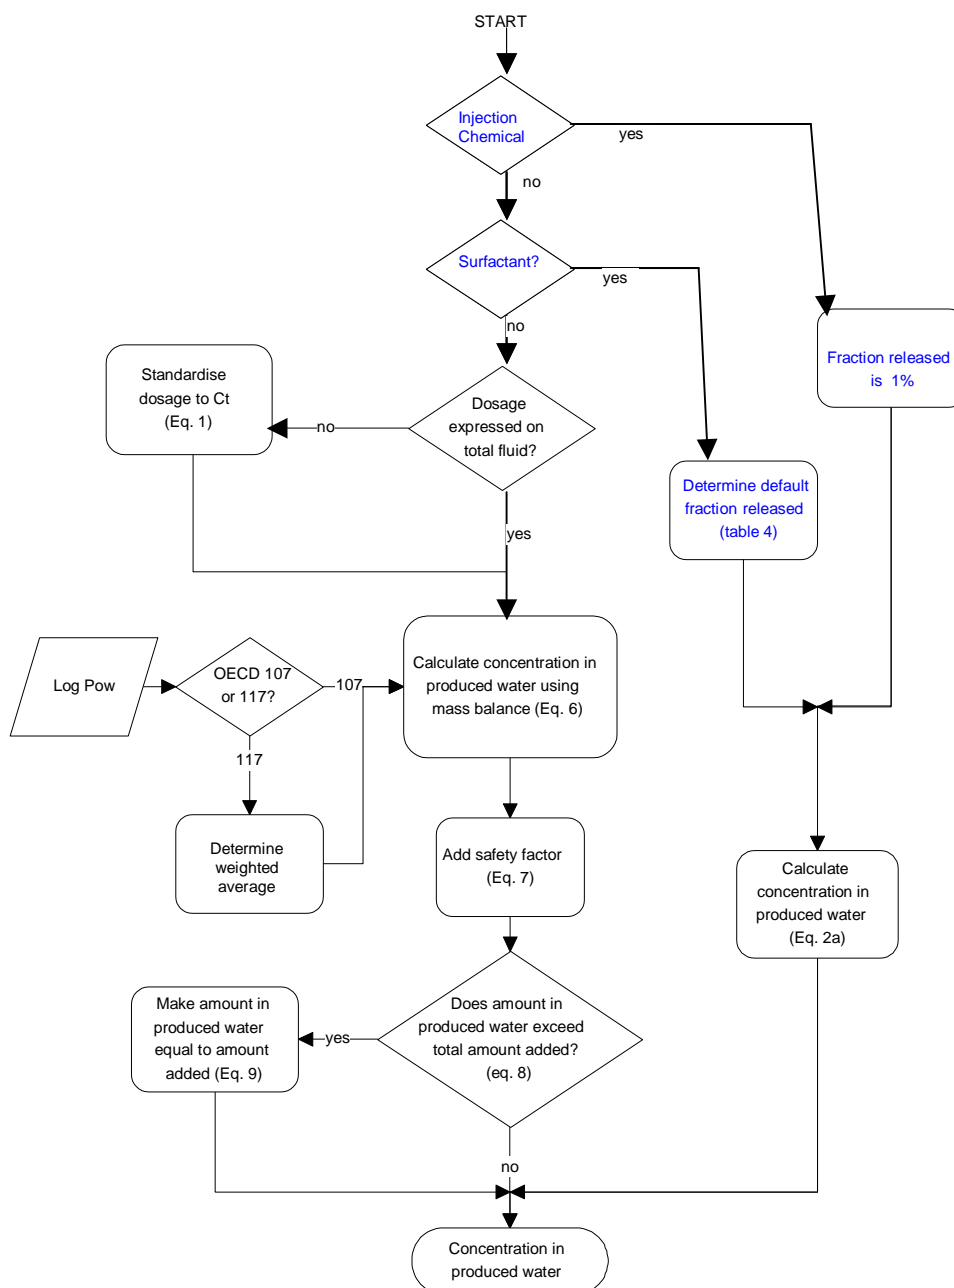 START
Injection
Chemical
yes
no
Surfactant?
yes
no
Fraction released
is 1%
Standardise
dosage to Ct
(Eq. 1)
no
Dosage
expressed on
total fluid?
yes
Determine default
fraction released
(table 4)
Log Pow
OECD 107
or 117?
107
117
Calculate concentration in
produced water using
mass balance (Eq. 6)
Determine
weighted
average
Add safety factor
(Eq. 7)
Calculate
concentration in
produced water
(Eq. 2a)
Make amount in
produced water
equal to amount
added (Eq. 9)
yes
Does amount in
produced water exceed
total amount added?
(eq. 8)
no
Concentration in
produced water